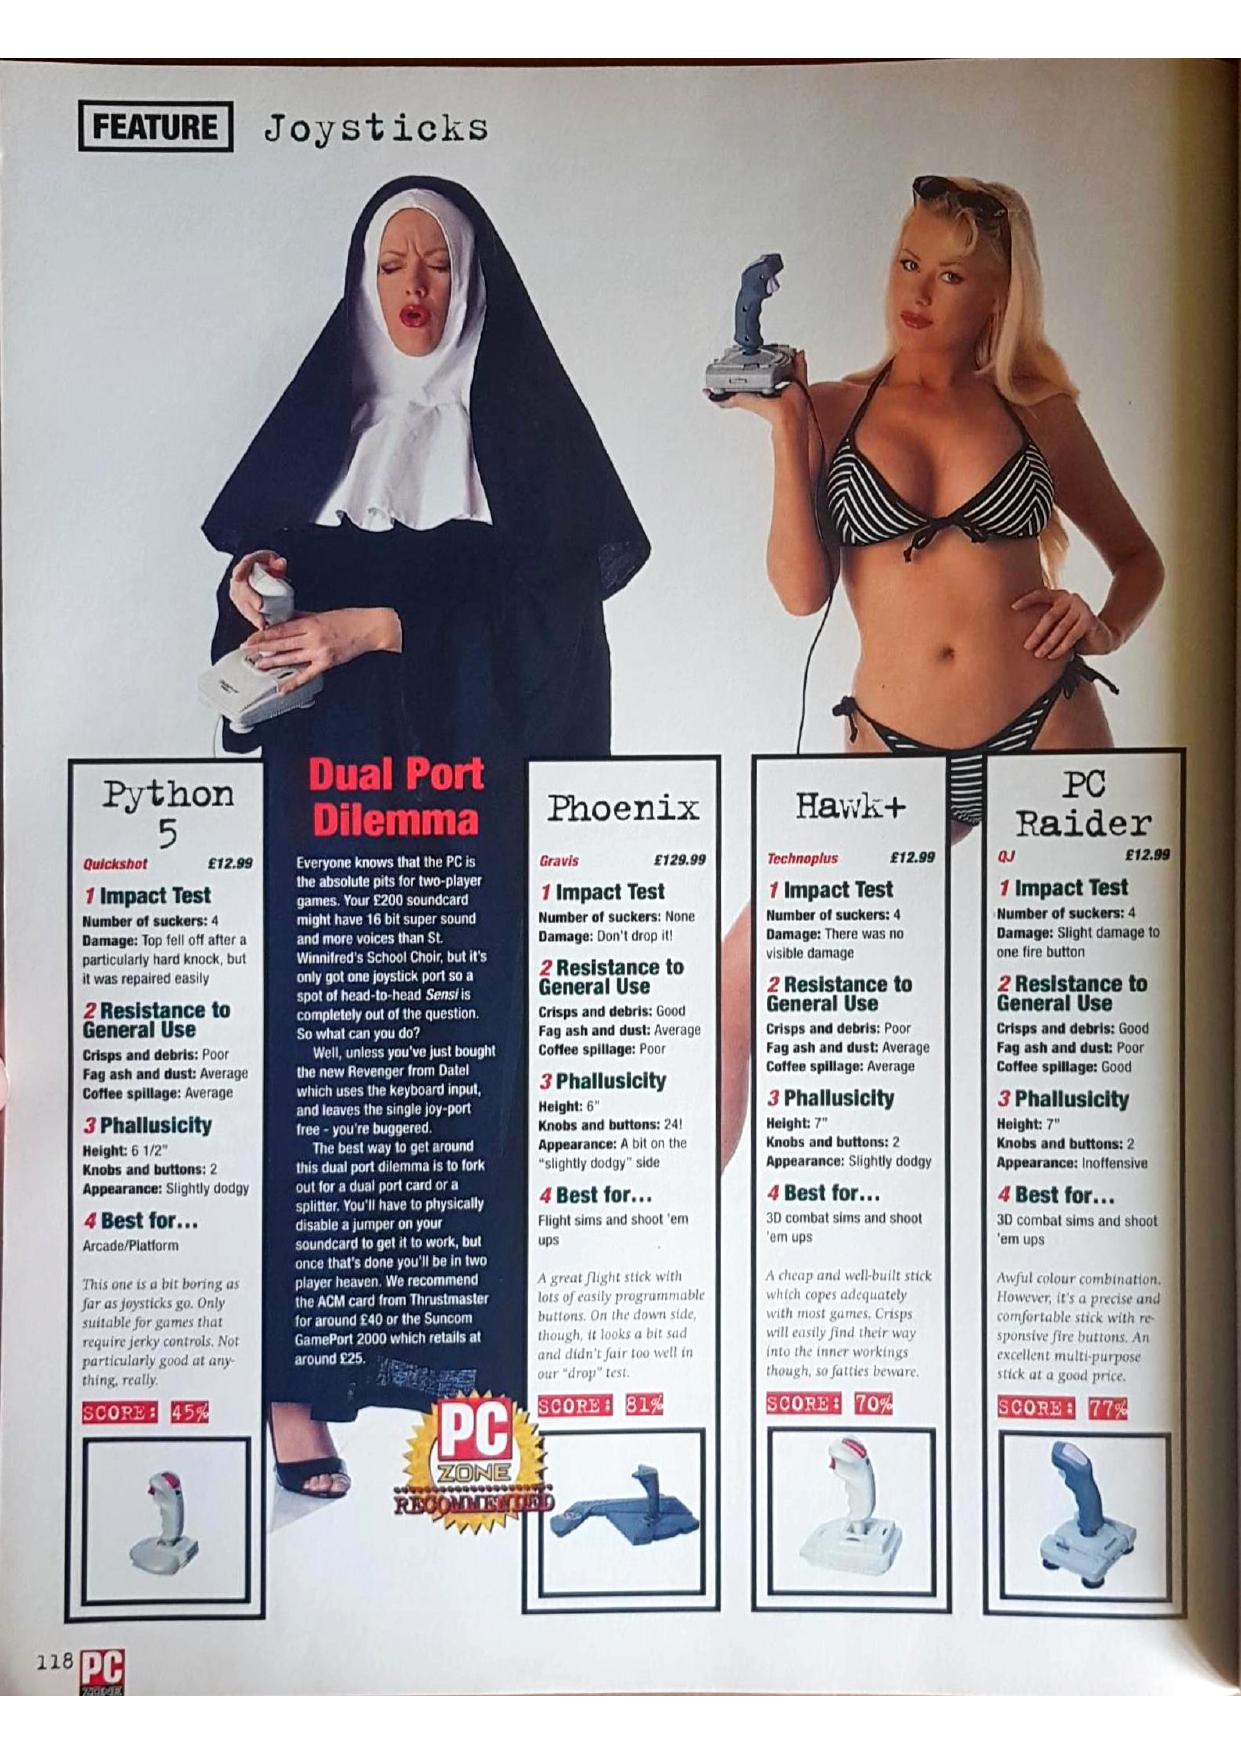 FEATURE Joysticks
Python
5
Quickshot £12.99
1 Impact Test
Number of suckers: 4
Damage: Top fell off after a
particularly hard knock, but
it was repaired easily
2 Resistance to
General Use
Crisps and debris: Poor
Fag ash and dust: Average
Coffee spillage: Average
3 Phallusicity
Height: 6 1/2"
Knobs and buttons: 2
Appearance: Slightly dodgy
4 Best for...
Arcade/Platform
This one is a bit boring as
far as joysticks go. Only
suitable for games that
require jerky controls. Not
particularly good at any-
thing, really.
SCORE: 45%
Dual Port
Dilemma
Everyone knows that the PC is
the absolute pits for two-player
games. Your £200 soundcard
might have 16 bit super sound
and more voices than St.
Winnifred's School Choir, but it's
only got one joystick port so a
spot of head-to-head Sensi is
completely out of the question.
So what can you do?
Well, unless you've just bought
the new Revenger from Datel
which uses the keyboard input,
and leaves the single joy-port
free - you're buggered.
The best way to get around
this dual port dilemma is to fork
out for a dual port card or a
splitter. You'll have to physically
disable a jumper on your
soundcard to get it to work, but
once that's done you'll be in two
player heaven. We recommend
the ACM card from Thrustmaster
for around £40 or the Suncom
GamePort 2000 which retails at
around £25.
PC
ZONE
RECOMMENDED
Phoenix
Gravis £129.99
1 Impact Test
Number of suckers: None
Damage: Don't drop it!
2 Resistance to
General Use
Crisps and debris: Good
Fag ash and dust: Average
Coffee spillage: Poor
3 Phallusicity
Height: 6"
Knobs and buttons: 24!
Appearance: A bit on the
"slightly dodgy" side
4 Best for...
Flight sims and shoot 'em
ups
A great flight stick with
lots of easily programmable
buttons. On the down side,
though, it looks a bit sad
and didn't fair too well in
our "drop" test.
SCORE: 81%
Hawk+
Technoplus £12.99
1 Impact Test
Number of suckers: 4
Damage: There was no
visible damage
2 Resistance to
General Use
Crisps and debris: Poor
Fag ash and dust: Average
Coffee spillage: Average
3 Phallusicity
Height: 7"
Knobs and buttons: 2
Appearance: Slightly dodgy
4 Best for...
3D combat sims and shoot
'em ups
A cheap and well-built stick
which copes adequately
with most games. Crisps
will easily find their way
into the inner workings
though, so fatties beware.
SCORE: 70%
PC
Raider
QJ £12.99
1 Impact Test
Number of suckers: 4
Damage: Slight damage to
one fire button
2 Resistance to
General Use
Crisps and debris: Good
Fag ash and dust: Poor
Coffee spillage: Good
3 Phallusicity
Height: 7"
Knobs and buttons: 2
Appearance: Inoffensive
4 Best for...
3D combat sims and shoot
'em ups
Awful colour combination.
However, it's a precise and
comfortable stick with re-
sponsive fire buttons. An
excellent multi-purpose
stick at a good price.
SCORE: 77%
118 PC
ZONE